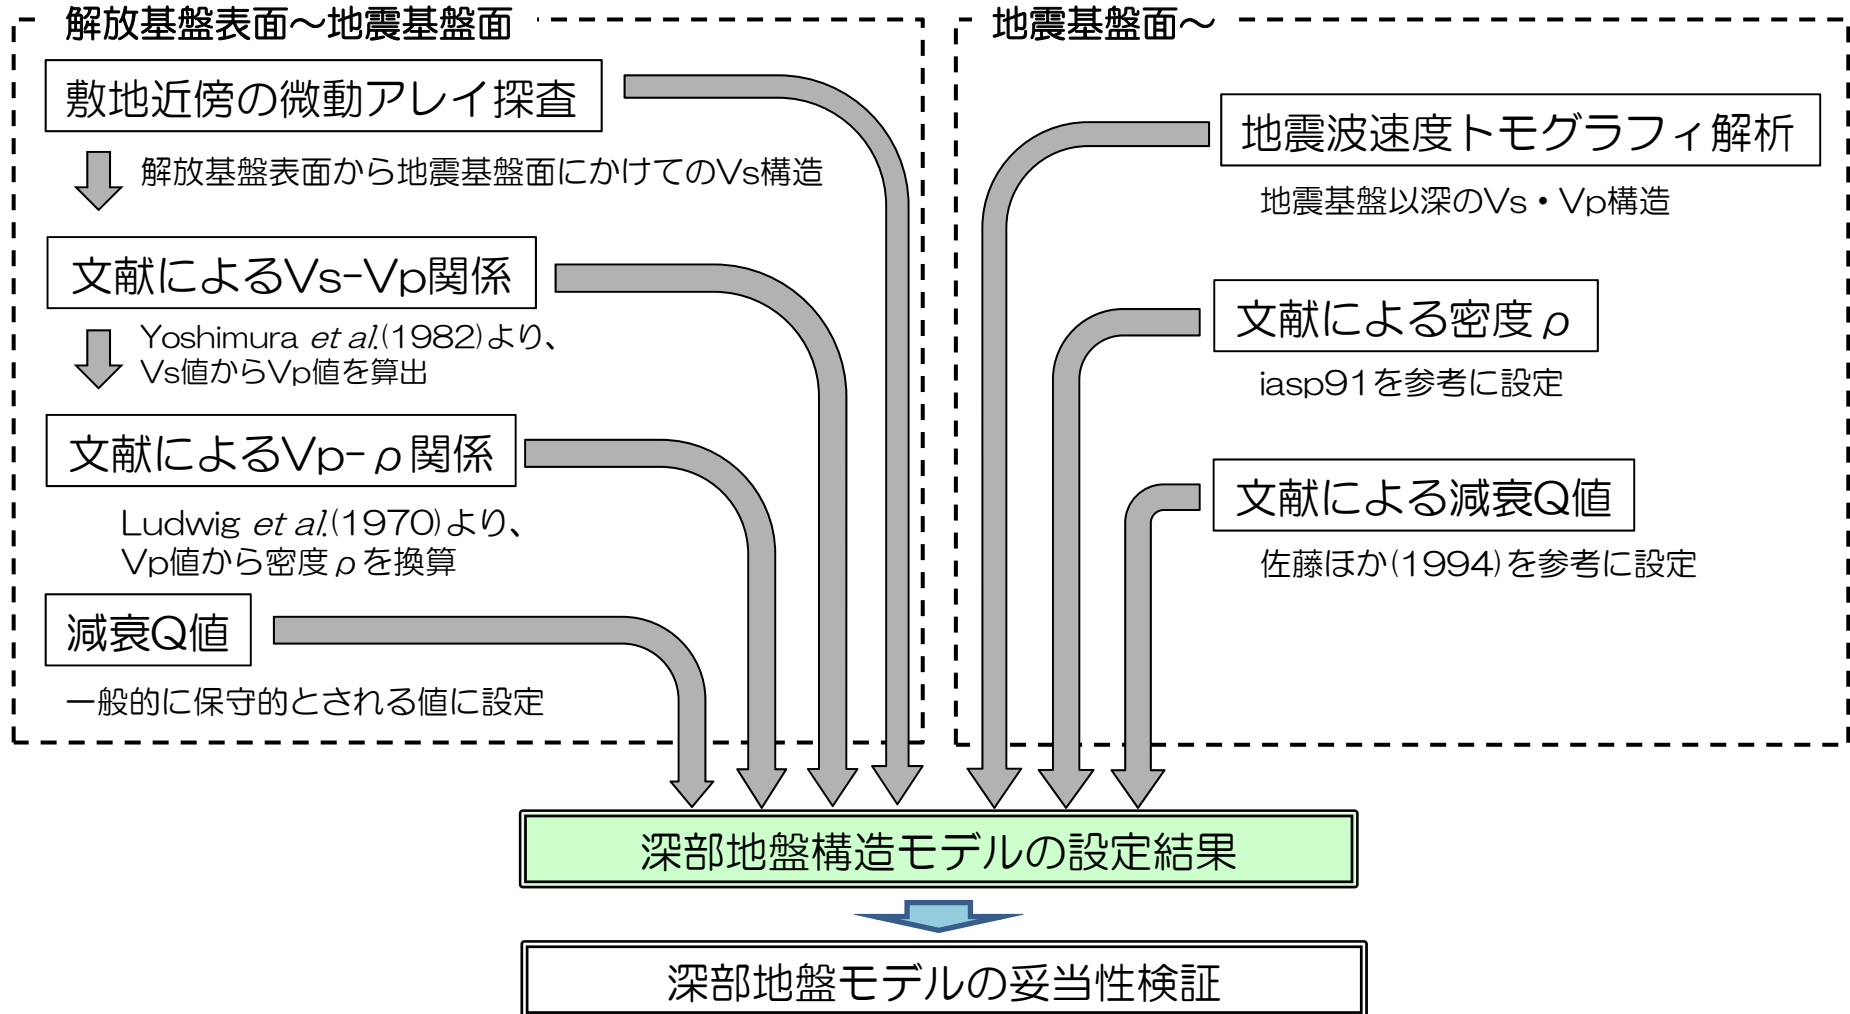 解放基盤表面～地震基盤面
敷地近傍の微動アレイ探査
解放基盤表面から地震基盤面にかけてのVs構造
文献によるVs-Vp関係
Yoshimura et al.(1982)より、
Vs値からVp値を算出
文献によるVp-ρ関係
Ludwig et al.(1970)より、
Vp値から密度ρを換算
減衰Q値
一般的に保守的とされる値に設定
地震基盤面～
地震波速度トモグラフィ解析
地震基盤以深のVs・Vp構造
文献による密度ρ
iasp91を参考に設定
文献による減衰Q値
佐藤ほか(1994)を参考に設定
深部地盤構造モデルの設定結果
深部地盤モデルの妥当性検証